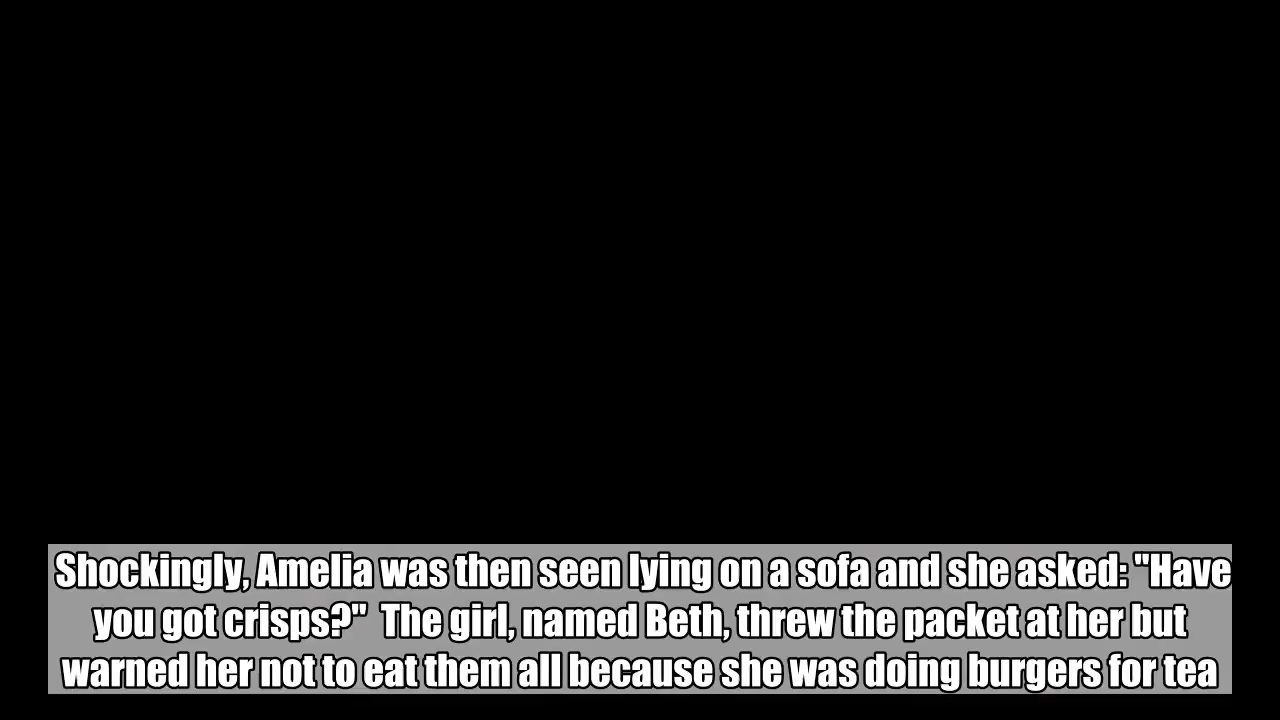 Shockingly, Amelia was then seen lying on a sofa and she asked: "Have
you got crisps?"  The girl, named Beth, threw the packet at her but
warned her not to eat them all because she was doing burgers for tea